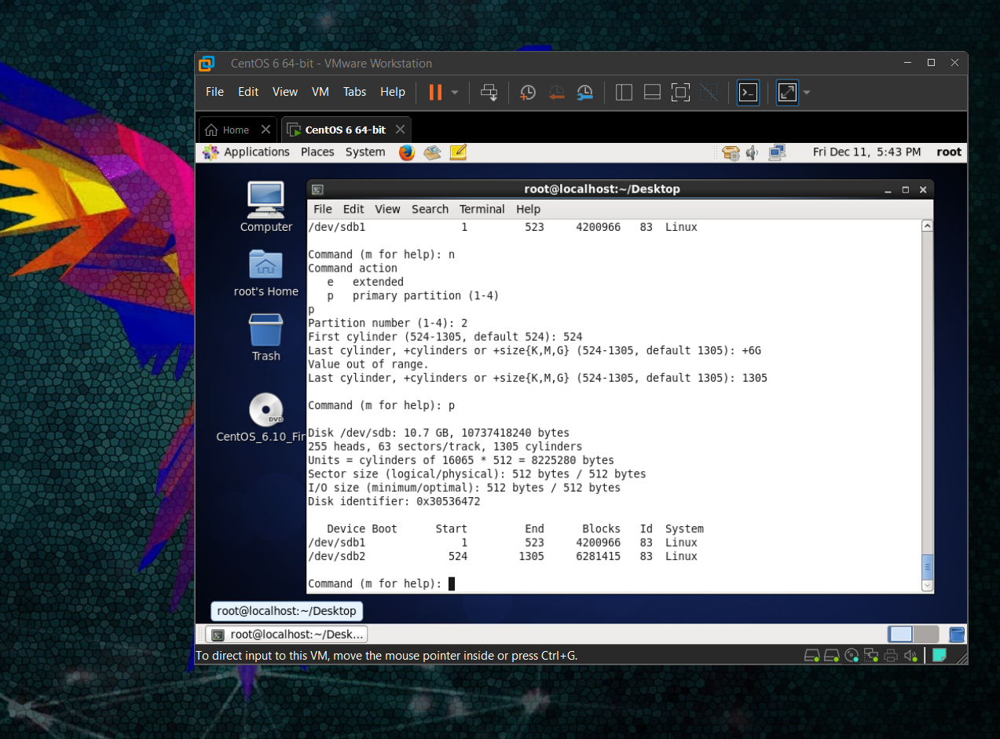 CentOS 6 64-bit - VMware Workstation
File Edit View VM Tabs Help
Home CentOS 6 64-bit
Applications Places System Fri Dec 11, 5:43 PM root
root@localhost:~/Desktop
File Edit View Search Terminal Help
Computer
root's Home
Trash
DVD
CentOS_6.10_Fin
/dev/sdb1 1 523 4200966 83 Linux
Command (m for help): n
Command action
e extended
p primary partition (1-4)
p
Partition number (1-4): 2
First cylinder (524-1305, default 524): 524
Last cylinder, +cylinders or +size{K,M,G} (524-1305, default 1305): +6G
Value out of range.
Last cylinder, +cylinders or +size{K,M,G} (524-1305, default 1305): 1305
Command (m for help): p
Disk /dev/sdb: 10.7 GB, 10737418240 bytes
255 heads, 63 sectors/track, 1305 cylinders
Units = cylinders of 16065 * 512 = 8225280 bytes
Sector size (logical/physical): 512 bytes / 512 bytes
I/O size (minimum/optimal): 512 bytes / 512 bytes
Disk identifier: 0x30536472
Device Boot Start End Blocks Id System
/dev/sdb1 1 523 4200966 83 Linux
/dev/sdb2 524 1305 6281415 83 Linux
Command (m for help):
root@localhost:~/Desktop
root@localhost:~/Desk...
To direct input to this VM, move the mouse pointer inside or press Ctrl+G.